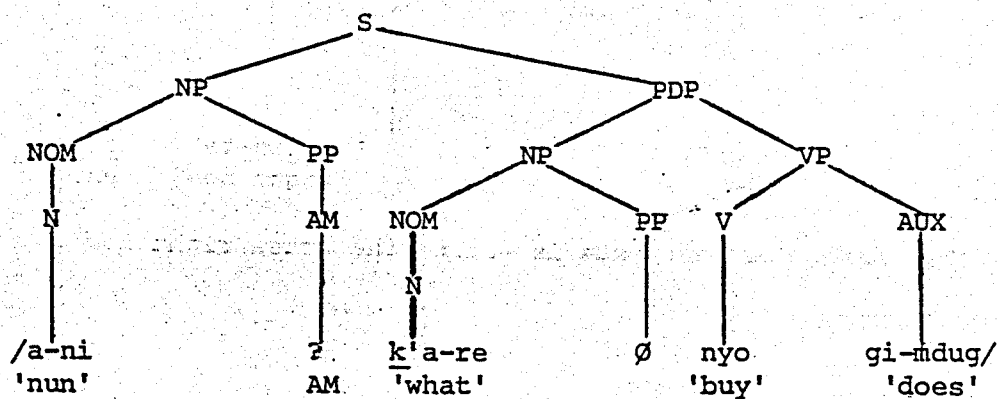 S
NP PDP
NOM PP NP VP
N AM NOM PP V AUX
N
/a-ni ? k'a-re Ø nyo gi-mdug/
'nun' AM 'what' 'buy' 'does'